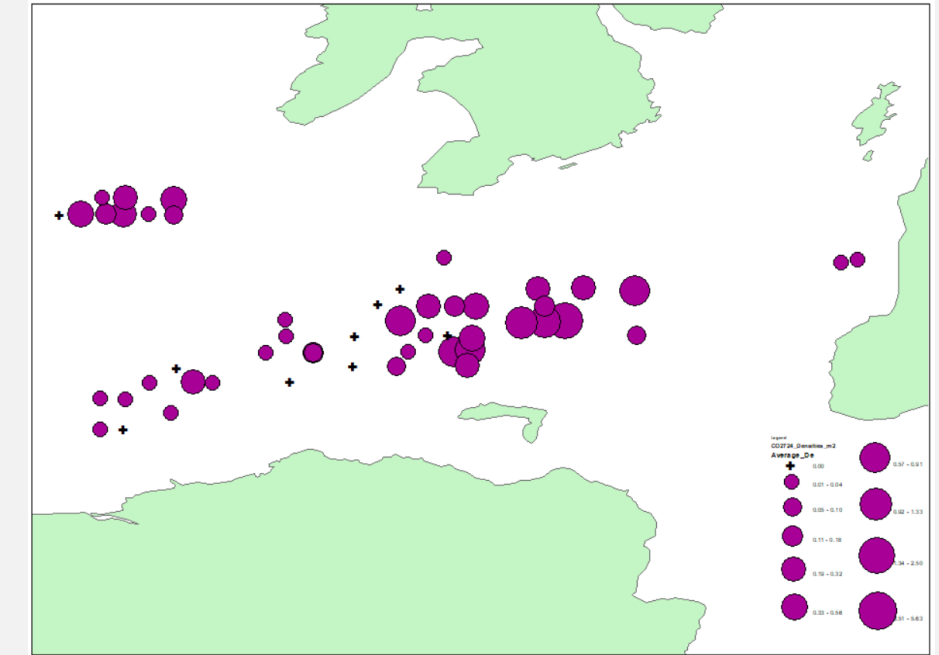 legend
CO2724_Densities_m2
Average_De
0.00
0.01 - 0.04
0.05 - 0.10
0.11 - 0.18
0.19 - 0.32
0.33 - 0.56
0.57 - 0.91
0.92 - 1.33
1.34 - 2.50
2.51 - 5.63